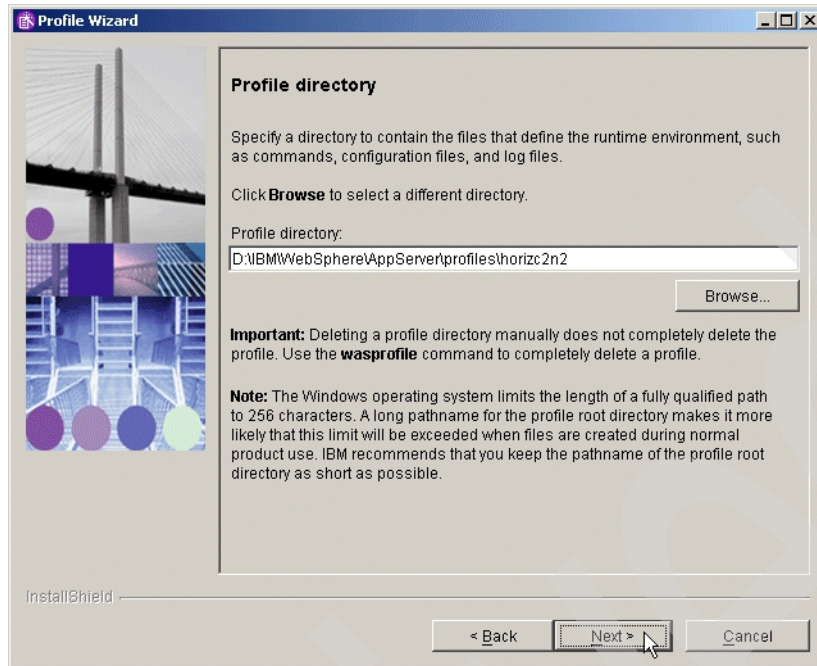 Profile Wizard
Profile directory
Specify a directory to contain the files that define the runtime environment, such
as commands, configuration files, and log files.
Click Browse to select a different directory.
Profile directory:
D:\IBM\WebSphere\AppServer\profiles\horizc2n2
Browse...
Important: Deleting a profile directory manually does not completely delete the
profile. Use the wasprofile command to completely delete a profile.
Note: The Windows operating system limits the length of a fully qualified path
to 256 characters. A long pathname for the profile root directory makes it more
likely that this limit will be exceeded when files are created during normal
product use. IBM recommends that you keep the pathname of the profile root
directory as short as possible.
InstallShield
< Back
Next >
Cancel